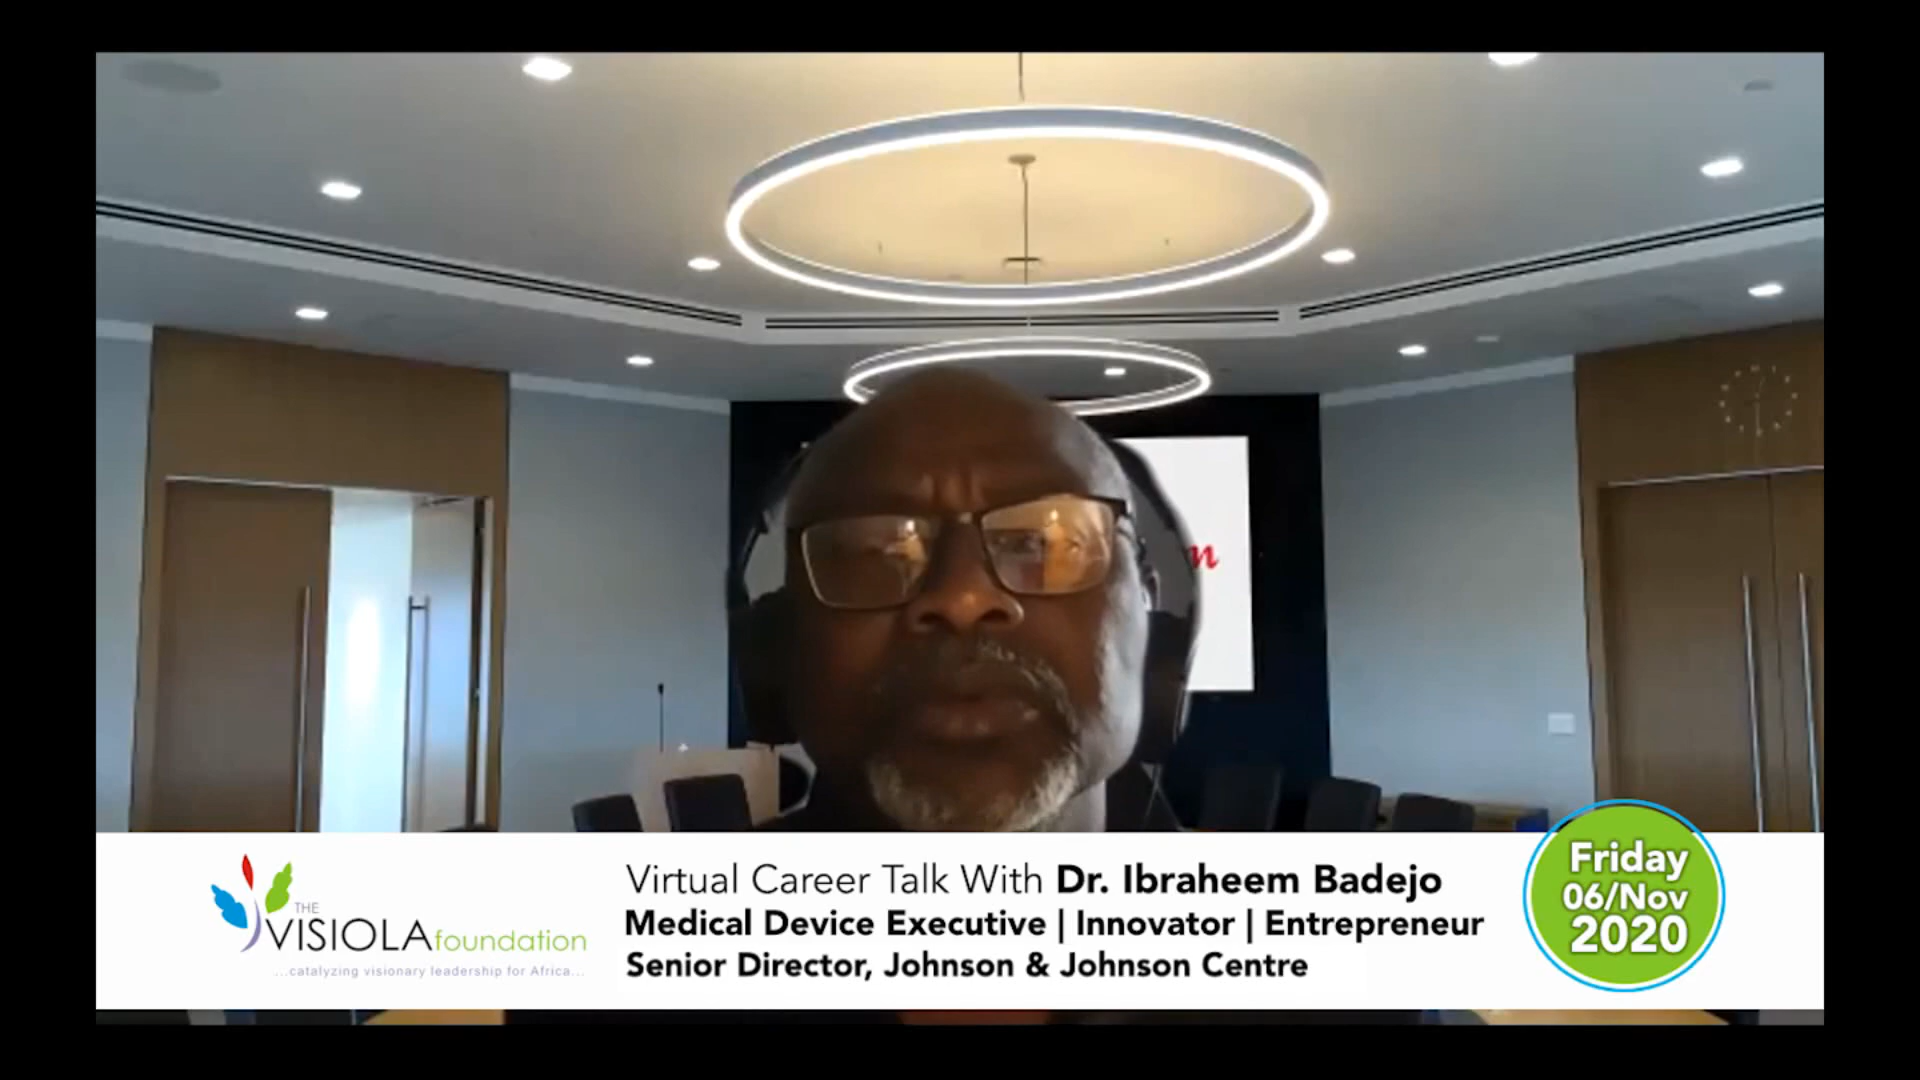 n
THE
VISIOLA foundation
...catalyzing visionary leadership for Africa...
Virtual Career Talk With Dr. Ibraheem Badejo
Medical Device Executive | Innovator | Entrepreneur
Senior Director, Johnson & Johnson Centre
Friday
06/Nov
2020